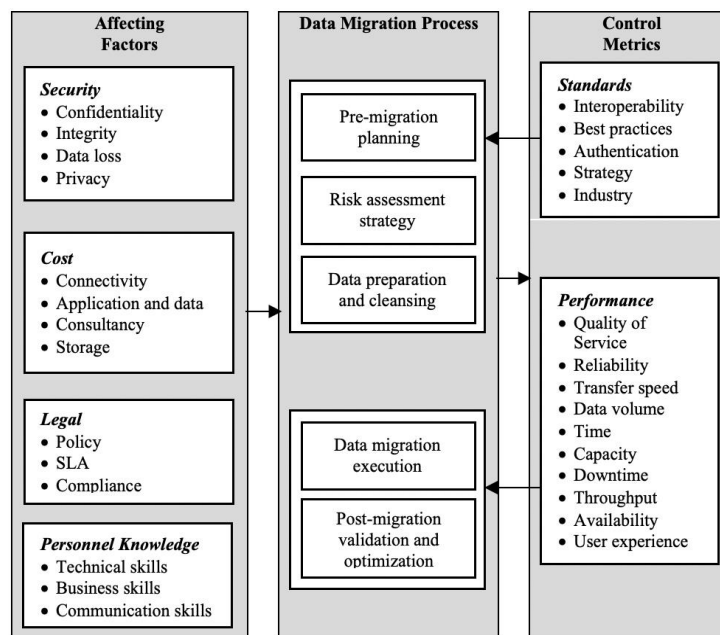 Affecting
Factors
Security
• Confidentiality
• Integrity
• Data loss
• Privacy
Cost
• Connectivity
• Application and data
• Consultancy
• Storage
Legal
• Policy
• SLA
• Compliance
Personnel Knowledge
• Technical skills
• Business skills
• Communication skills
Data Migration Process
Pre-migration
planning
Risk assessment
strategy
Data preparation
and cleansing
Data migration
execution
Post-migration
validation and
optimization
Control
Metrics
Standards
• Interoperability
• Best practices
• Authentication
• Strategy
• Industry
Performance
• Quality of
Service
• Reliability
• Transfer speed
• Data volume
• Time
• Capacity
• Downtime
• Throughput
• Availability
• User experience